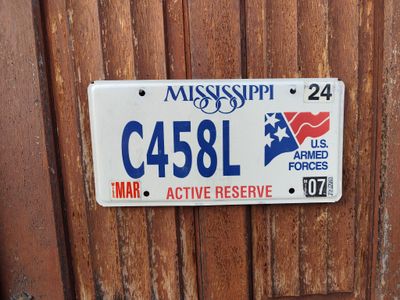 MISSISSIPPI
24
C458L
U.S.
ARMED
FORCES
MAR
07
ACTIVE RESERVE